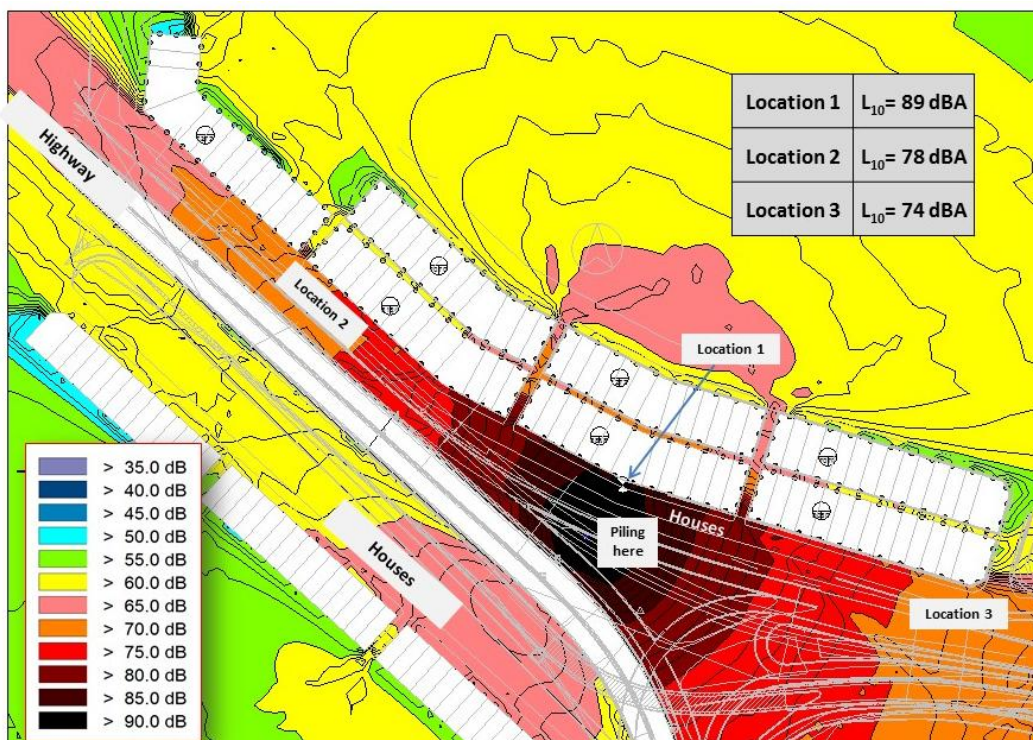 Location 1 L10= 89 dBA
Location 2 L10= 78 dBA
Location 3 L10= 74 dBA
Highway
Location 2
Location 1
Houses
Piling
here
Houses
Location 3
> 35.0 dB
> 40.0 dB
> 45.0 dB
> 50.0 dB
> 55.0 dB
> 60.0 dB
> 65.0 dB
> 70.0 dB
> 75.0 dB
> 80.0 dB
> 85.0 dB
> 90.0 dB